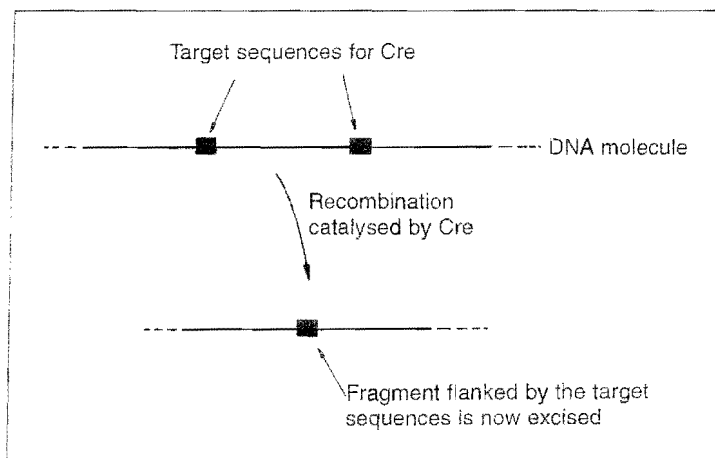 Target sequences for Cre
DNA molecule
Recombination
catalysed by Cre
Fragment flanked by the target
sequences is now excised